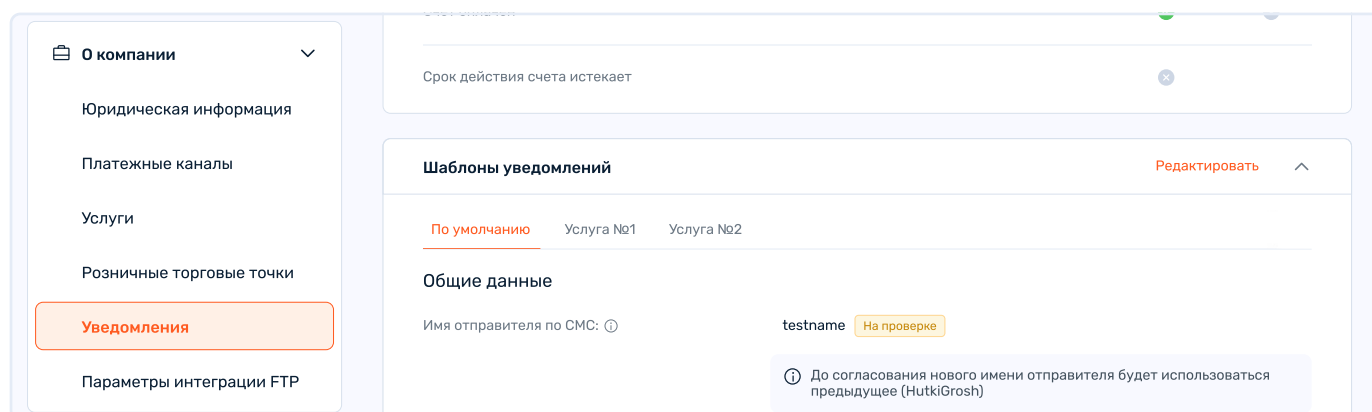 О компании
Юридическая информация
Платежные каналы
Услуги
Розничные торговые точки
Уведомления
Параметры интеграции FTP
Срок действия счета истекает
Шаблоны уведомлений
Редактировать
По умолчанию Услуга №1 Услуга №2
Общие данные
Имя отправителя по СМС:
testname На проверке
До согласования нового имени отправителя будет использоваться
предыдущее (HutkiGrosh)